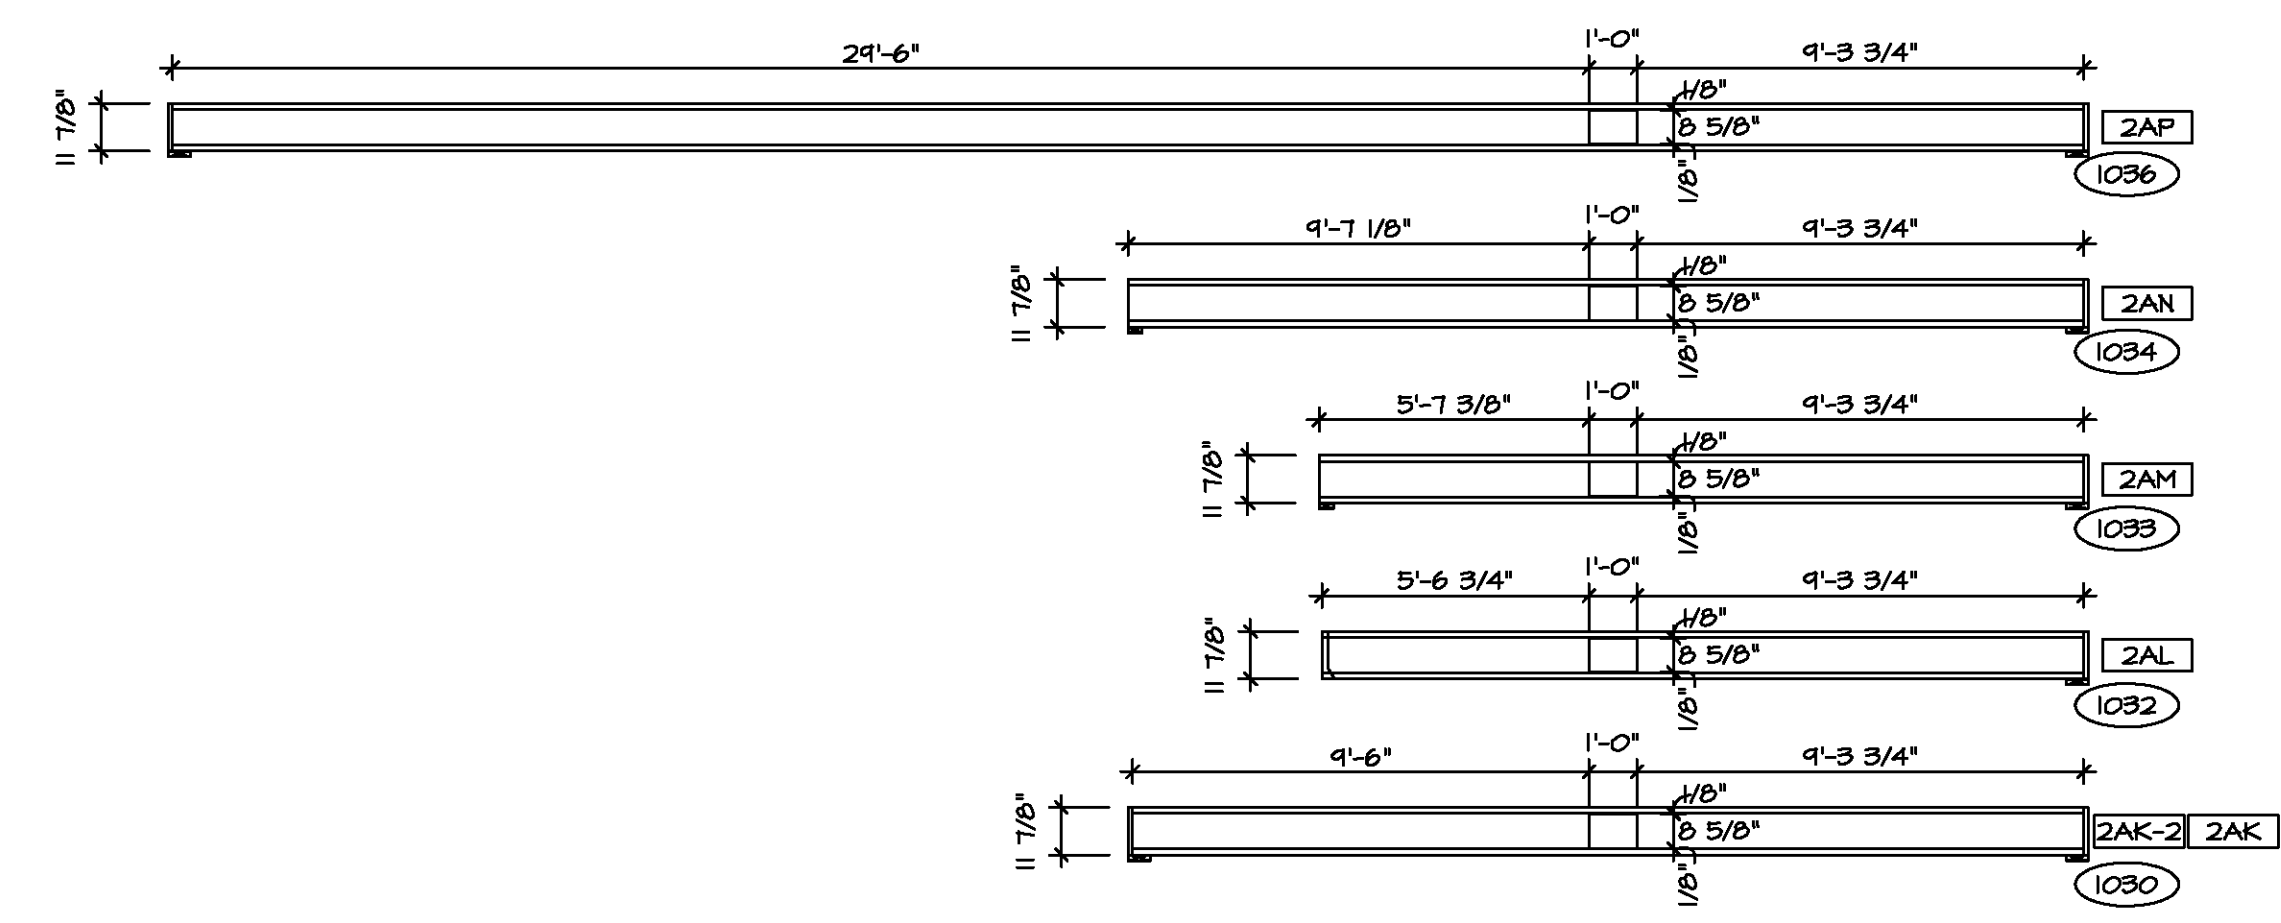 29'-6" 1'-0" 9'-3 3/4"
11 7/8" 1/8" 8 5/8" 1/8" 2AP
1036
9'-7 1/8" 1'-0" 9'-3 3/4"
11 7/8" 1/8" 8 5/8" 1/8" 2AN
1034
5'-7 3/8" 1'-0" 9'-3 3/4"
11 7/8" 1/8" 8 5/8" 1/8" 2AM
1033
5'-6 3/4" 1'-0" 9'-3 3/4"
11 7/8" 1/8" 8 5/8" 1/8" 2AL
1032
9'-6" 1'-0" 9'-3 3/4"
11 7/8" 1/8" 8 5/8" 1/8" 2AK-2 2AK
1030